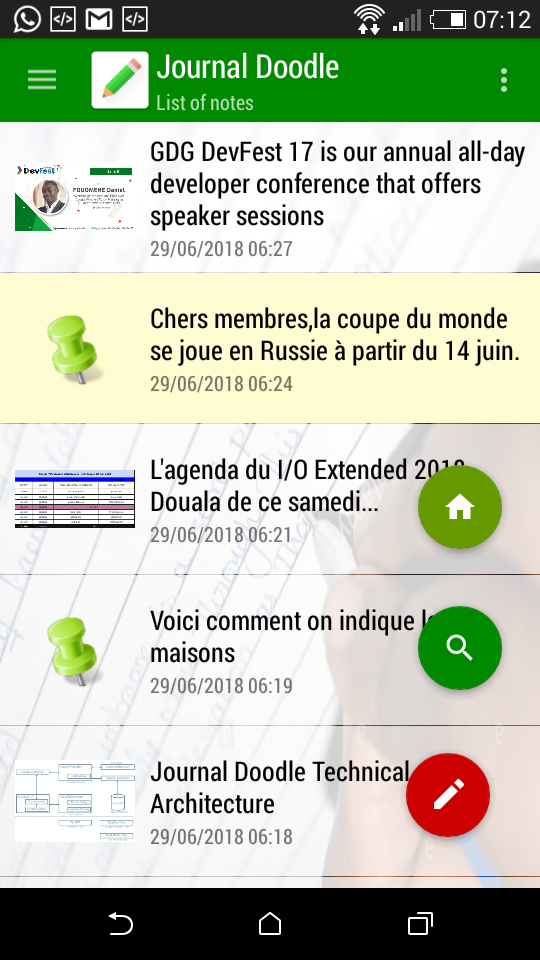 07:12
Journal Doodle
List of notes
DevFest 17
FOUOMENE Daniel
GDG DevFest 17 is our annual all-day
developer conference that offers
speaker sessions
29/06/2018 06:27
Chers membres,la coupe du monde
se joue en Russie à partir du 14 juin.
29/06/2018 06:24
L'agenda du I/O Extended
Douala de ce samedi...
29/06/2018 06:21
Voici comment on indique
maisons
29/06/2018 06:19
Journal Doodle Technical
Architecture
29/06/2018 06:18